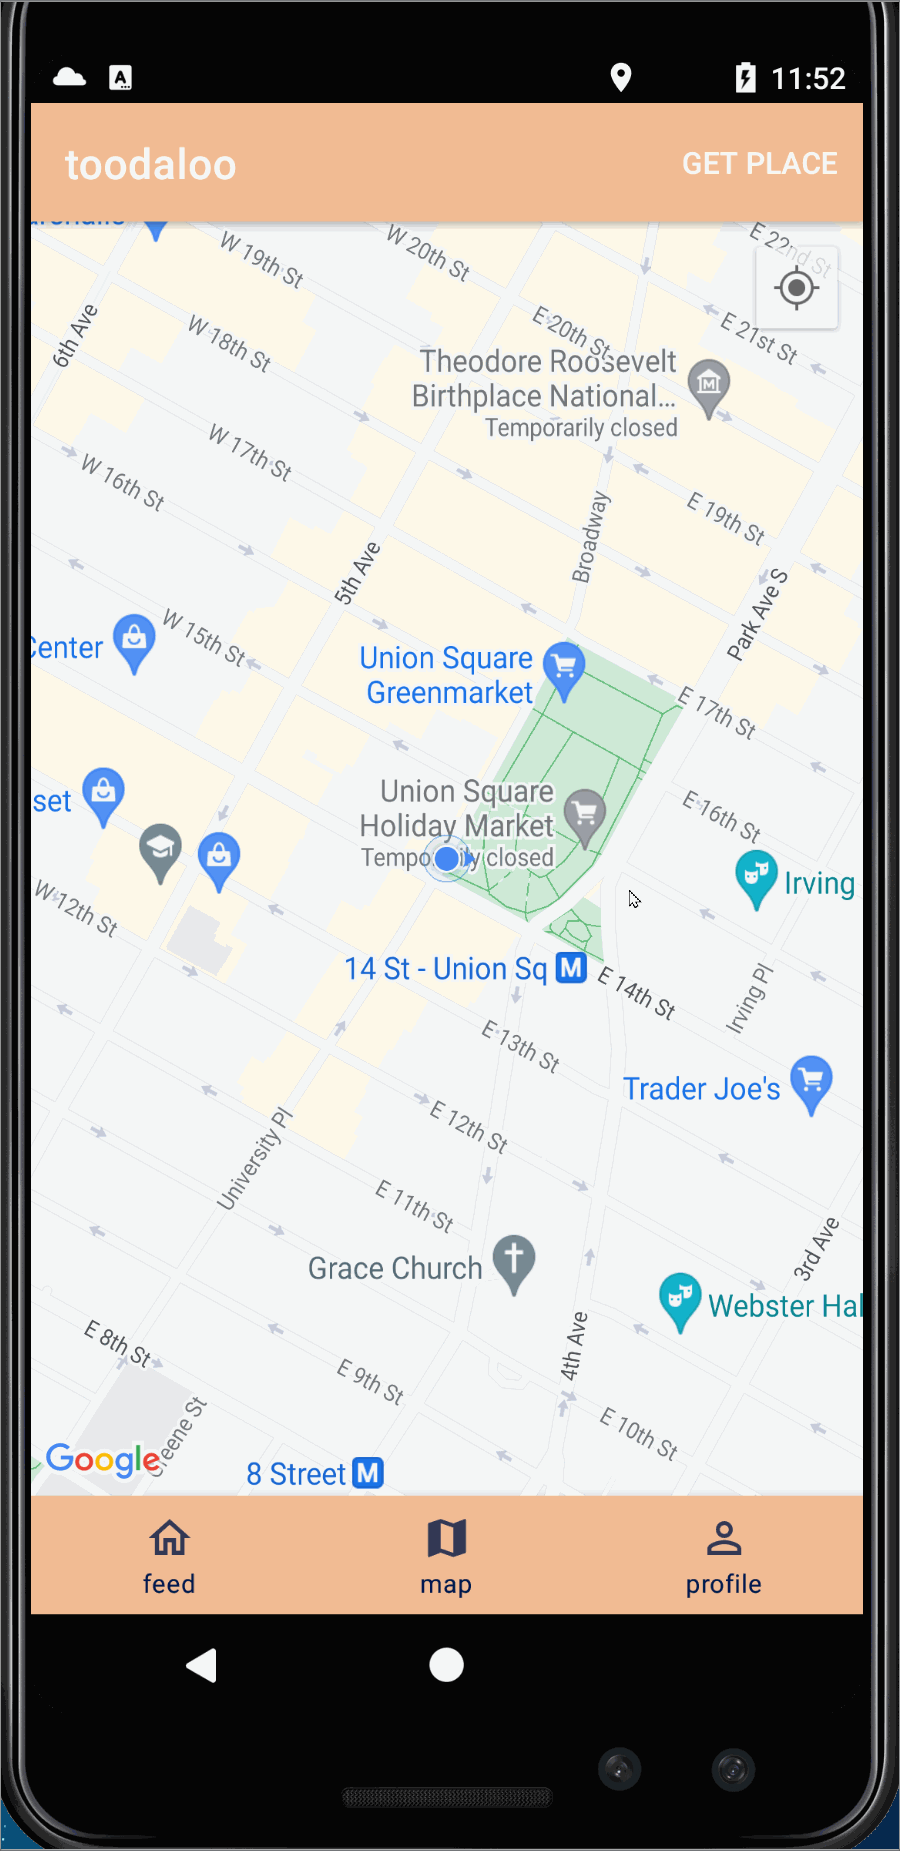 11:52
toodaloo
GET PLACE
W 19th St
W 20th St
E 22nd St
6th Ave
W 18th St
E 20th St
E 21st St
Theodore Roosevelt
Birthplace National...
Temporarily closed
W 17th St
W 16th St
E 19th St
Broadway
5th Ave
Park Ave S
W 15th St
Center
Union Square
Greenmarket
E 17th St
set
Union Square
Holiday Market
Temporarily closed
E 16th St
Irving
W 12th St
14 St - Union Sq M
E 14th St
Irving Pl
E 13th St
Trader Joe's
E 12th St
University Pl
E 11th St
3rd Ave
Grace Church
Webster Hal
E 8th St
4th Ave
E 9th St
E 10th St
Greene St
Google
8 Street M
feed
map
profile